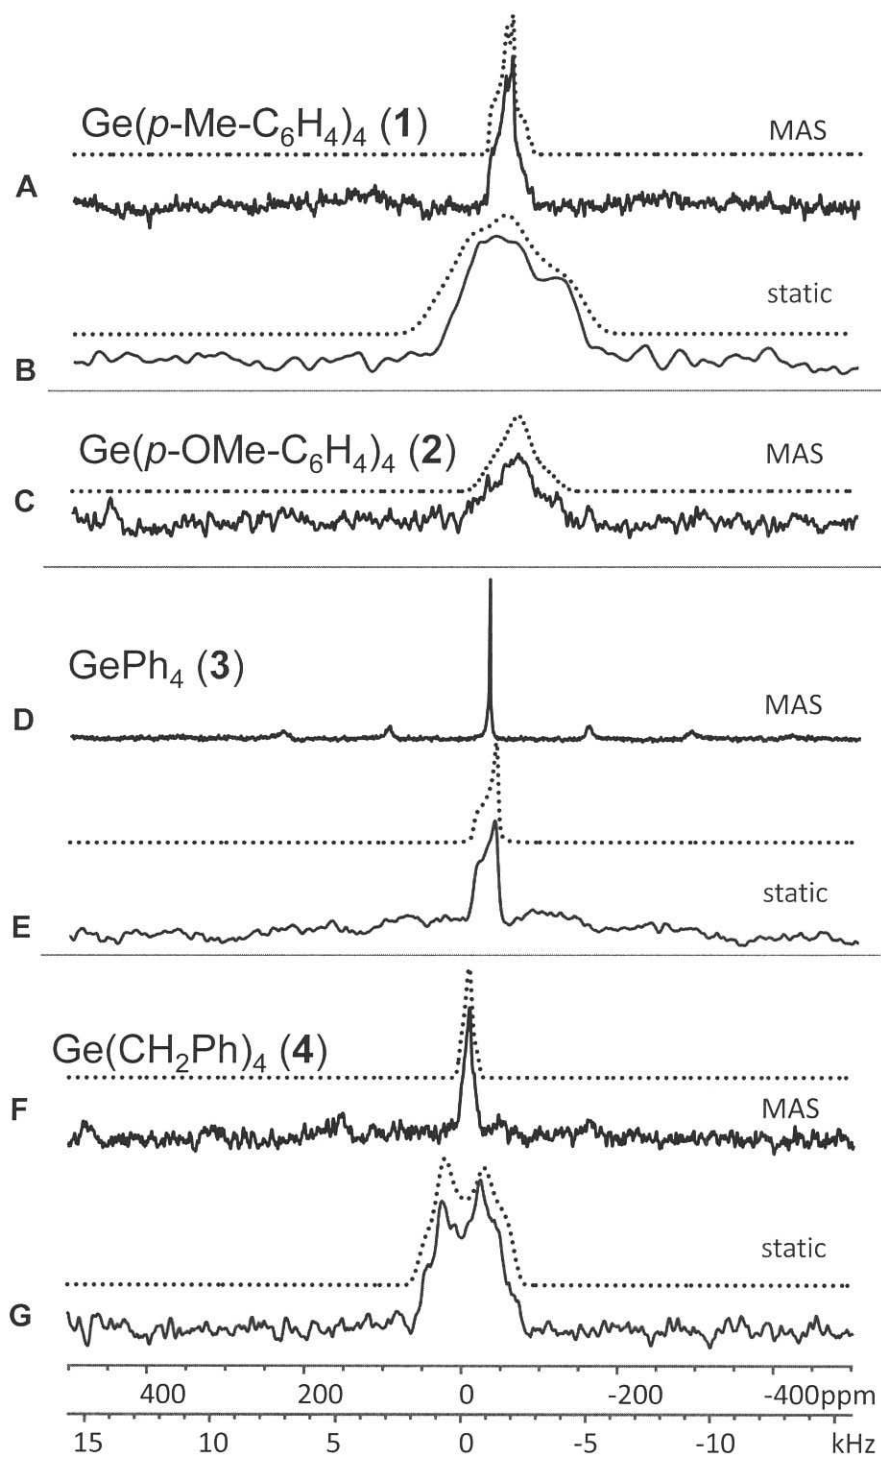 Ge(p-Me-C₆H₄)₄ (1)
MAS
A
static
B
Ge(p-OMe-C₆H₄)₄ (2)
MAS
C
GePh₄ (3)
MAS
D
static
E
Ge(CH₂Ph)₄ (4)
MAS
F
static
G
400 200 0 -200 -400ppm
15 10 5 0 -5 -10 kHz